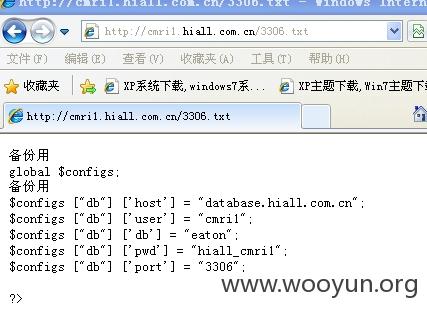 http://cmri1.hiall.com.cn/3306.txt - Windows Intern
http://cmri1.hiall.com.cn/3306.txt
文件(F) 编辑(E) 查看(V) 收藏夹(A) 工具(T) 帮助(H)
收藏夹 XP系统下载,windows7系... XP主题下载,Win7主题下载
http://cmri1.hiall.com.cn/3306.txt
备份用
global $configs;
备份用
$configs ["db"] ['host'] = "database.hiall.com.cn";
$configs ["db"] ['user'] = "cmri1";
$configs ["db"] ['db'] = "eaton";
$configs ["db"] ['pwd'] = "hiall_cmri1";
$configs ["db"] ['port'] = "3306";
?>
www.wooyun.org